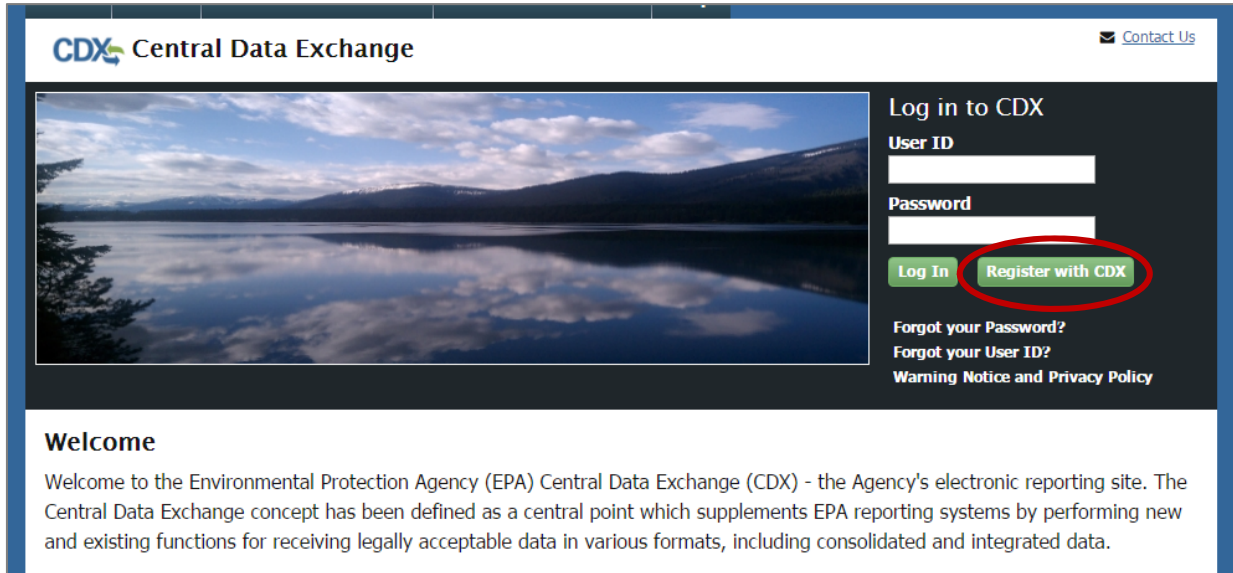 CDX Central Data Exchange
Contact Us
Log in to CDX
User ID
Password
Log In
Register with CDX
Forgot your Password?
Forgot your User ID?
Warning Notice and Privacy Policy
Welcome
Welcome to the Environmental Protection Agency (EPA) Central Data Exchange (CDX) - the Agency's electronic reporting site. The
Central Data Exchange concept has been defined as a central point which supplements EPA reporting systems by performing new
and existing functions for receiving legally acceptable data in various formats, including consolidated and integrated data.